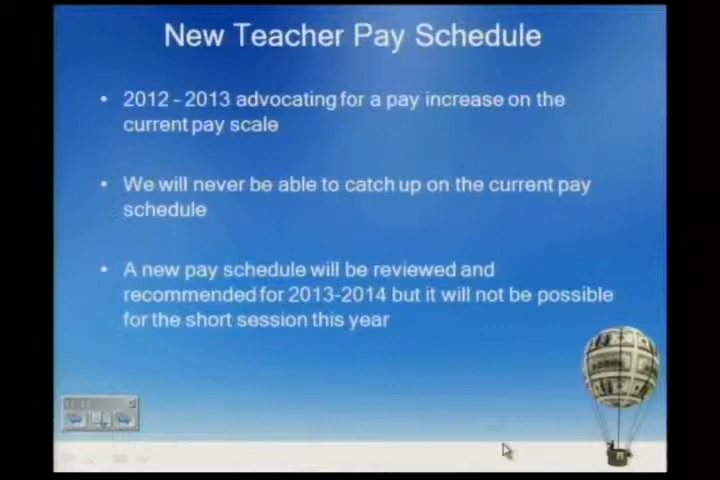 New Teacher Pay Schedule
• 2012 - 2013 advocating for a pay increase on the
current pay scale
• We will never be able to catch up on the current pay
schedule
• A new pay schedule will be reviewed and
recommended for 2013-2014 but it will not be possible
for the short session this year